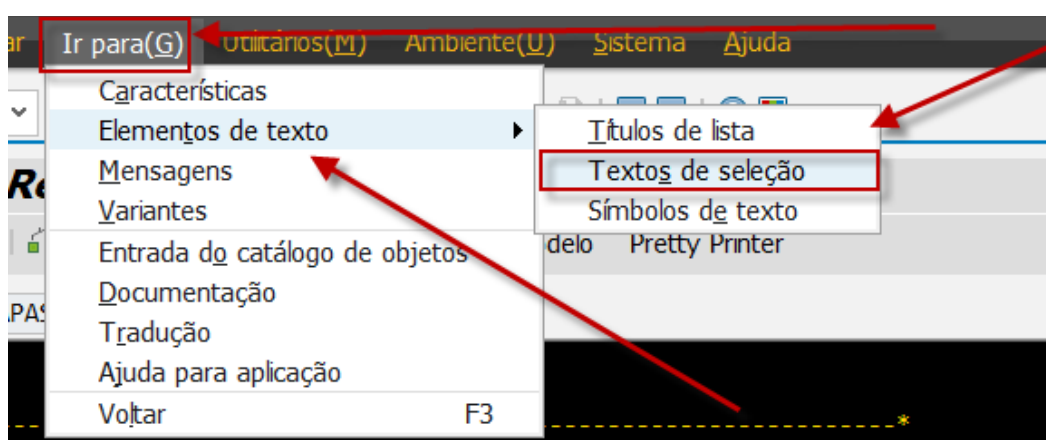 ar Ir para(G) Utilitários(M) Ambiente(U) Sistema Ajuda
Características
Elementos de texto
Títulos de lista
Mensagens
Textos de seleção
Variantes
Símbolos de texto
Entrada do catálogo de objetos
delo Pretty Printer
Documentação
Tradução
Ajuda para aplicação
Voltar F3
--------------------*